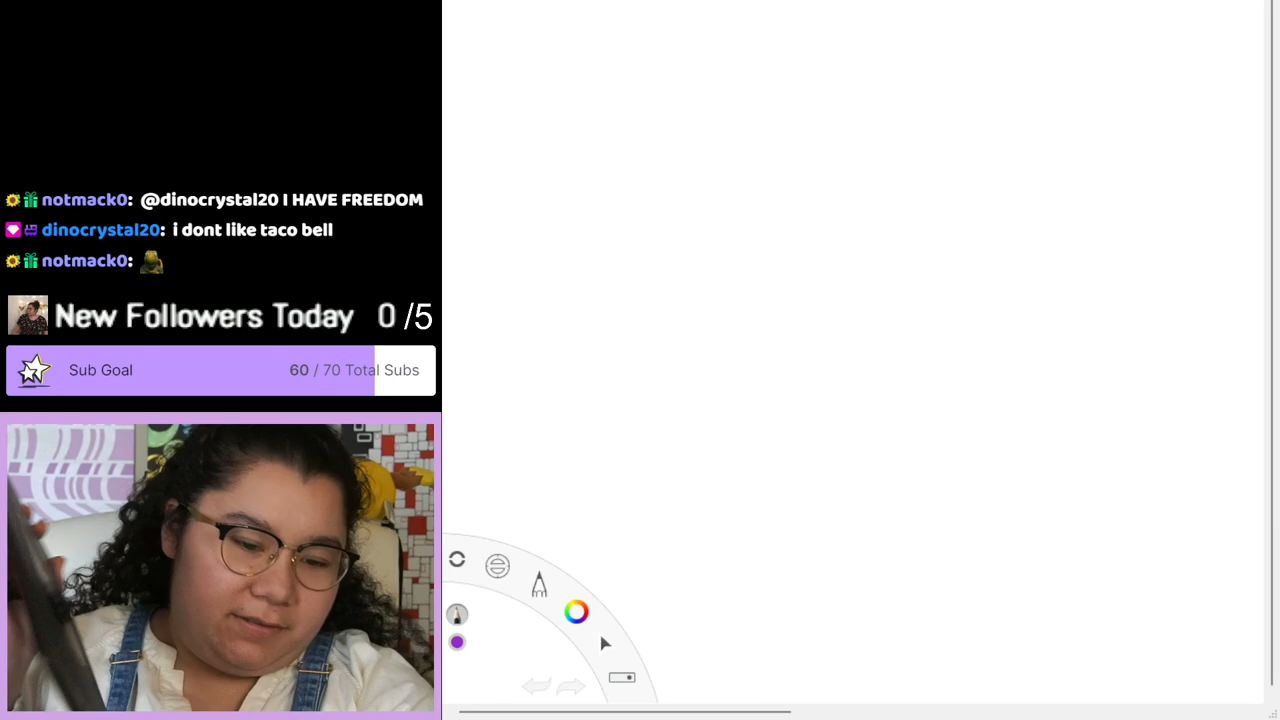 notmack0: @dinocrystal20 I HAVE FREEDOM
dinocrystal20: i dont like taco bell
notmack0:
New Followers Today 0 /5
Sub Goal 60 / 70 Total Subs